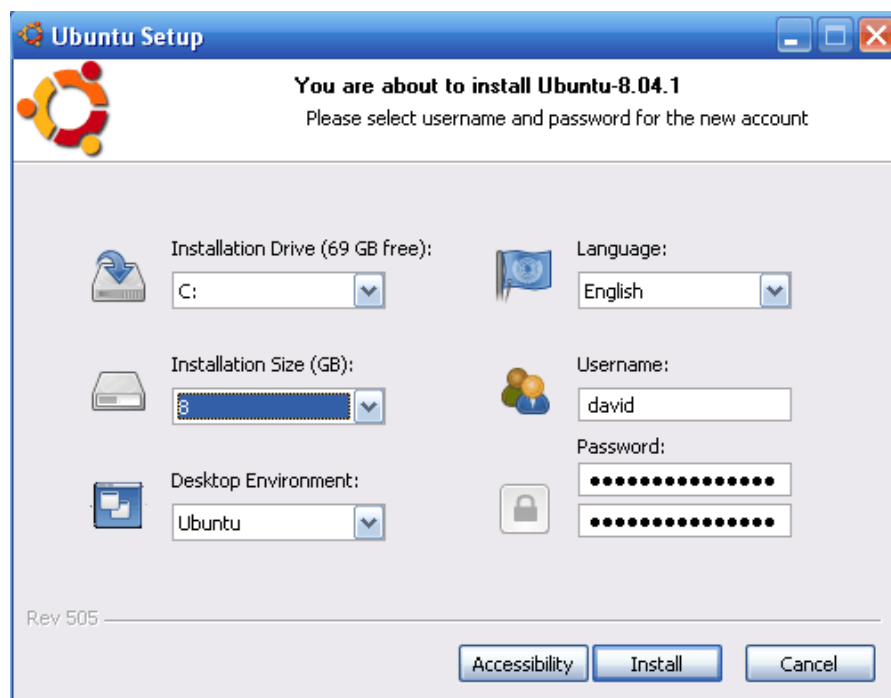 Ubuntu Setup
You are about to install Ubuntu-8.04.1
Please select username and password for the new account
Installation Drive (69 GB free):
C:
Language:
English
Installation Size (GB):
8
Username:
david
Password:
●●●●●●●●●●●●●●●
●●●●●●●●●●●●●●●
Desktop Environment:
Ubuntu
Rev 505
Accessibility
Install
Cancel